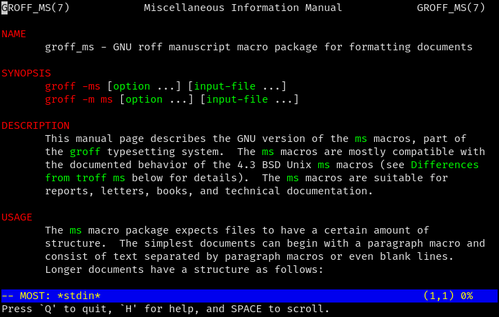 GROFF_MS(7) Miscellaneous Information Manual GROFF_MS(7)
NAME
groff_ms - GNU roff manuscript macro package for formatting documents
SYNOPSIS
groff -ms [option ...] [input-file ...]
groff -m ms [option ...] [input-file ...]
DESCRIPTION
This manual page describes the GNU version of the ms macros, part of
the groff typesetting system. The ms macros are mostly compatible with
the documented behavior of the 4.3 BSD Unix ms macros (see Differences
from troff ms below for details). The ms macros are suitable for
reports, letters, books, and technical documentation.
USAGE
The ms macro package expects files to have a certain amount of
structure. The simplest documents can begin with a paragraph macro and
consist of text separated by paragraph macros or even blank lines.
Longer documents have a structure as follows:
-- MOST: *stdin* (1,1) 0%
Press `Q' to quit, `H' for help, and SPACE to scroll.